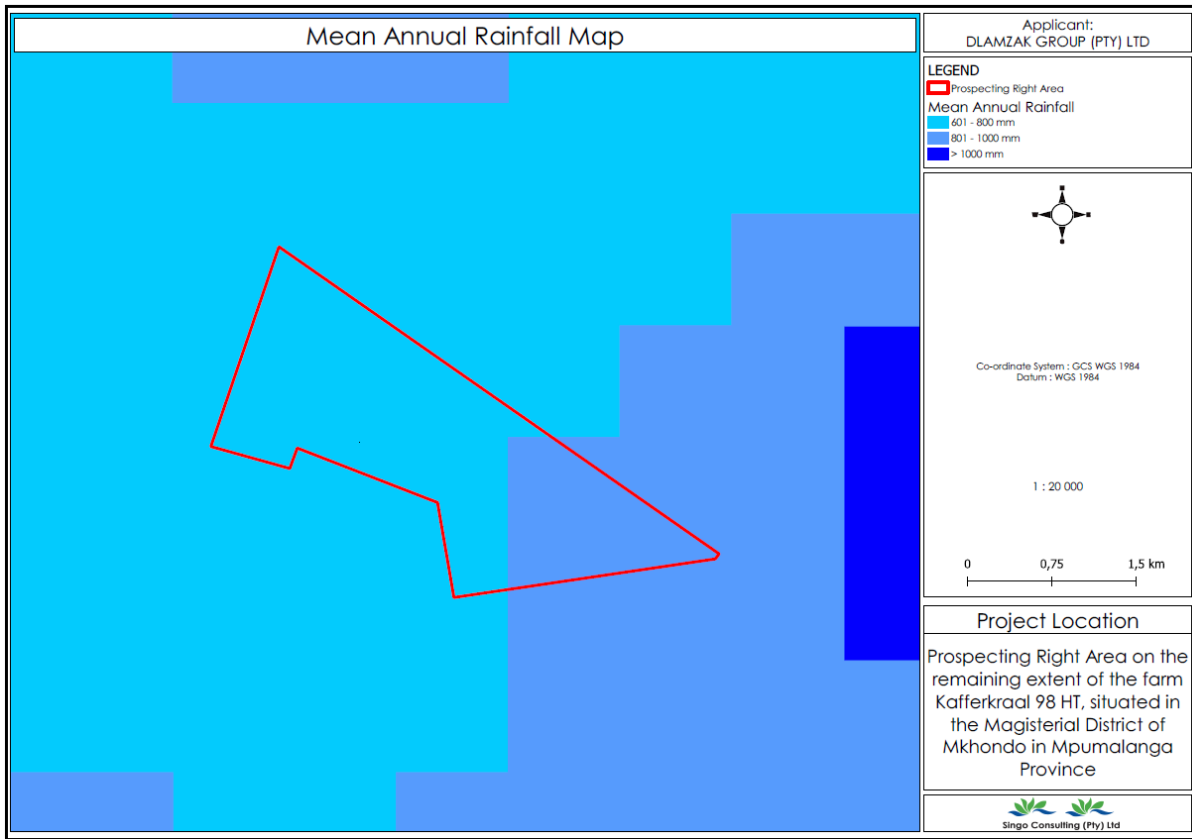 Mean Annual Rainfall Map
Applicant:
DLAMZAK GROUP (PTY) LTD
LEGEND
Prospecting Right Area
Mean Annual Rainfall
601 - 800 mm
801 - 1000 mm
> 1000 mm
Co-ordinate System : GCS WGS 1984
Datum : WGS 1984
1 : 20 000
0 0,75 1,5 km
Project Location
Prospecting Right Area on the
remaining extent of the farm
Kafferkraal 98 HT, situated in
the Magisterial District of
Mkhondo in Mpumalanga
Province
Singo Consulting (Pty) Ltd